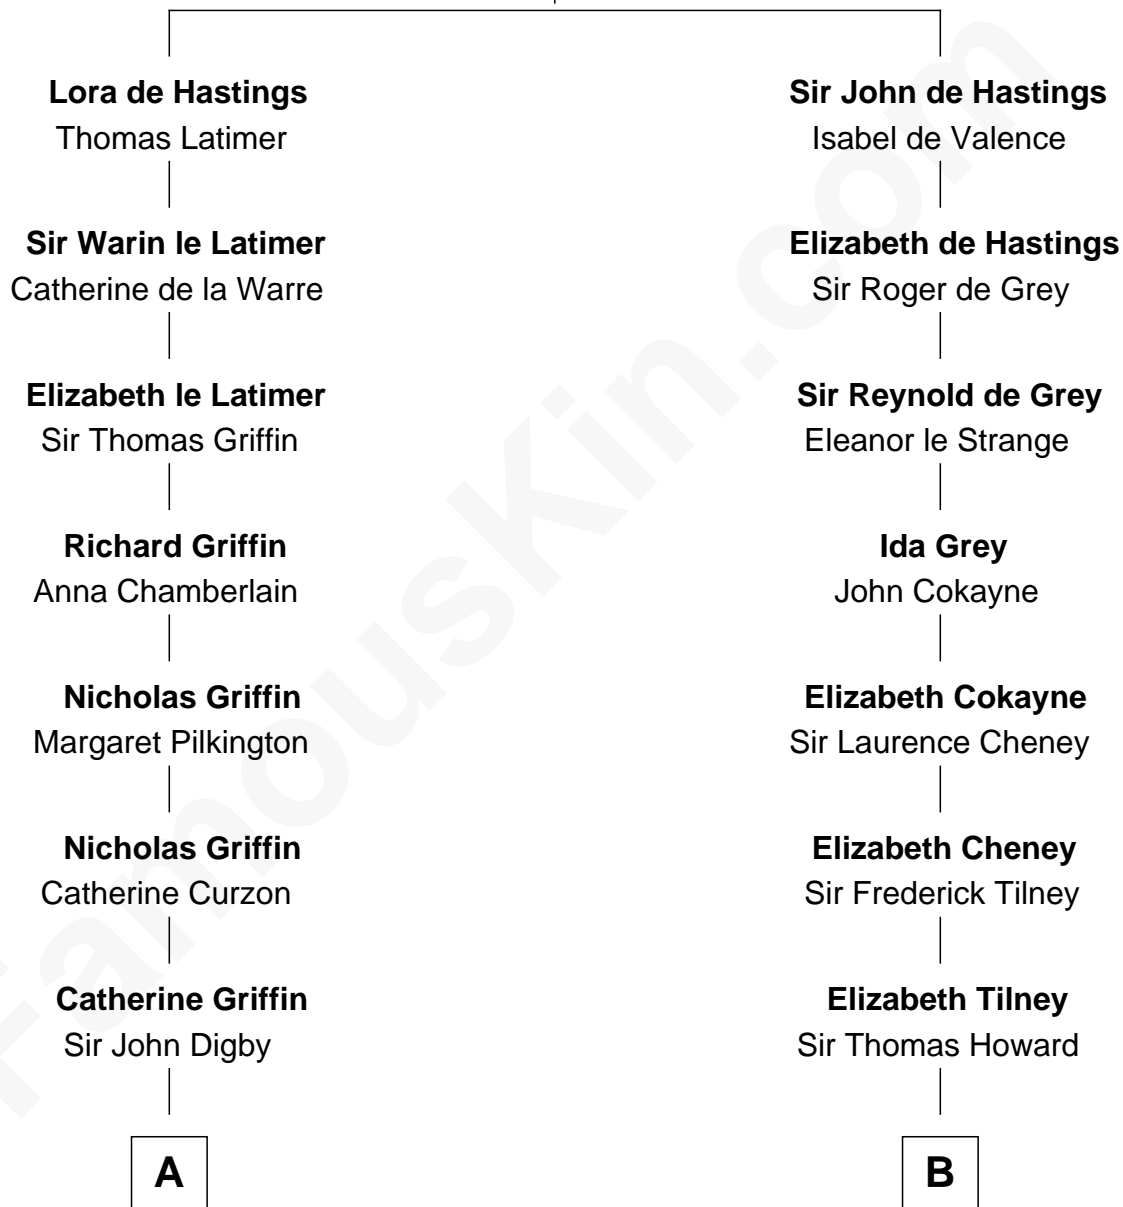 Lora de Hastings
Thomas Latimer
Sir Warin le Latimer
Catherine de la Warre
Elizabeth le Latimer
Sir Thomas Griffin
Richard Griffin
Anna Chamberlain
Nicholas Griffin
Margaret Pilkington
Nicholas Griffin
Catherine Curzon
Catherine Griffin
Sir John Digby
A
Sir John de Hastings
Isabel de Valence
Elizabeth de Hastings
Sir Roger de Grey
Sir Reynold de Grey
Eleanor le Strange
Ida Grey
John Cokayne
Elizabeth Cokayne
Sir Laurence Cheney
Elizabeth Cheney
Sir Frederick Tilney
Elizabeth Tilney
Sir Thomas Howard
B
FamousKin.com